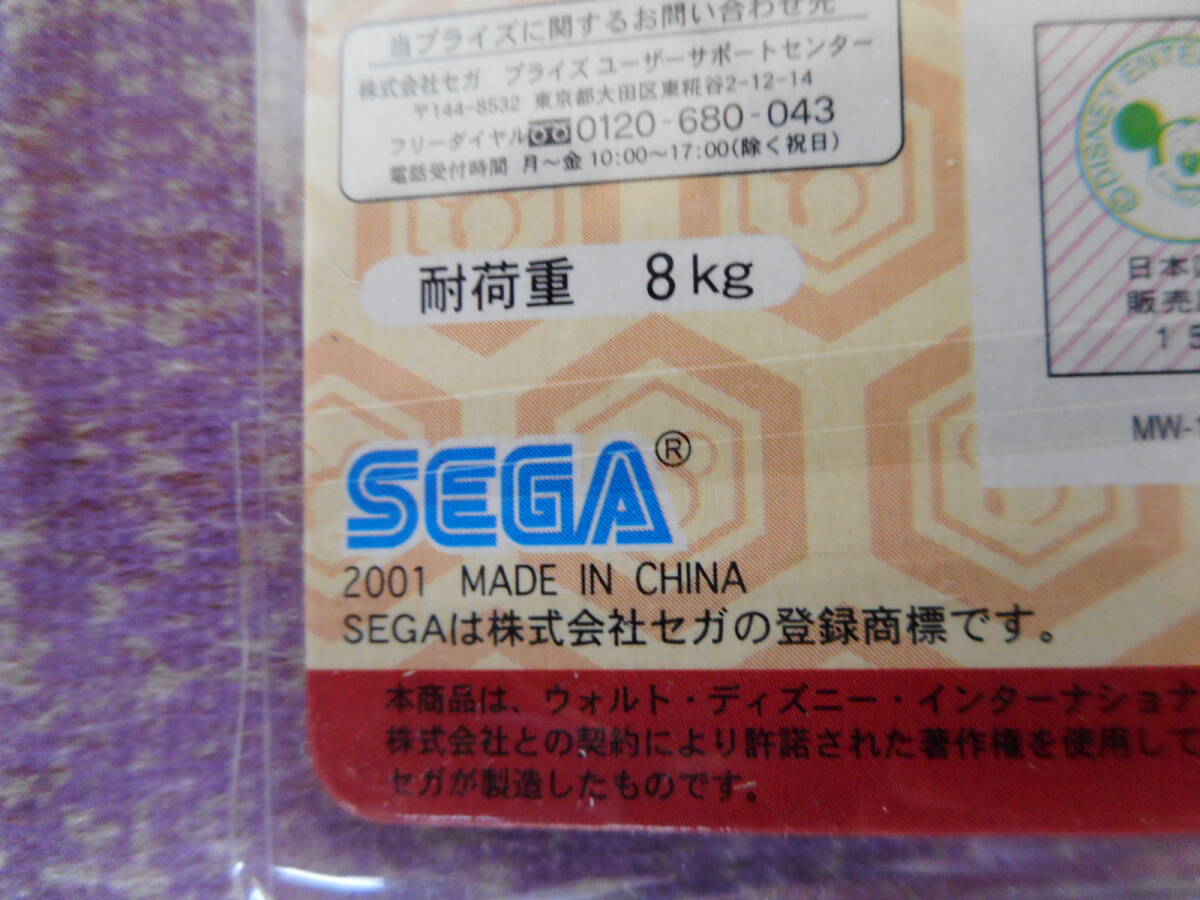 当プライズに関するお問い合わせ先
株式会社セガ プライズ ユーザーサポートセンター
〒144-8532 東京都大田区東糀谷2-12-14
フリーダイヤル 0120-680-043
電話受付時間 月〜金 10:00〜17:00(除く祝日)
耐荷重 8kg
©DISNEY ENTER
日本
販売
15
MW-1
SEGA®
2001 MADE IN CHINA
SEGAは株式会社セガの登録商標です。
本商品は、ウォルト・ディズニー・インターナショナ
株式会社との契約により許諾された著作権を使用して
セガが製造したものです。